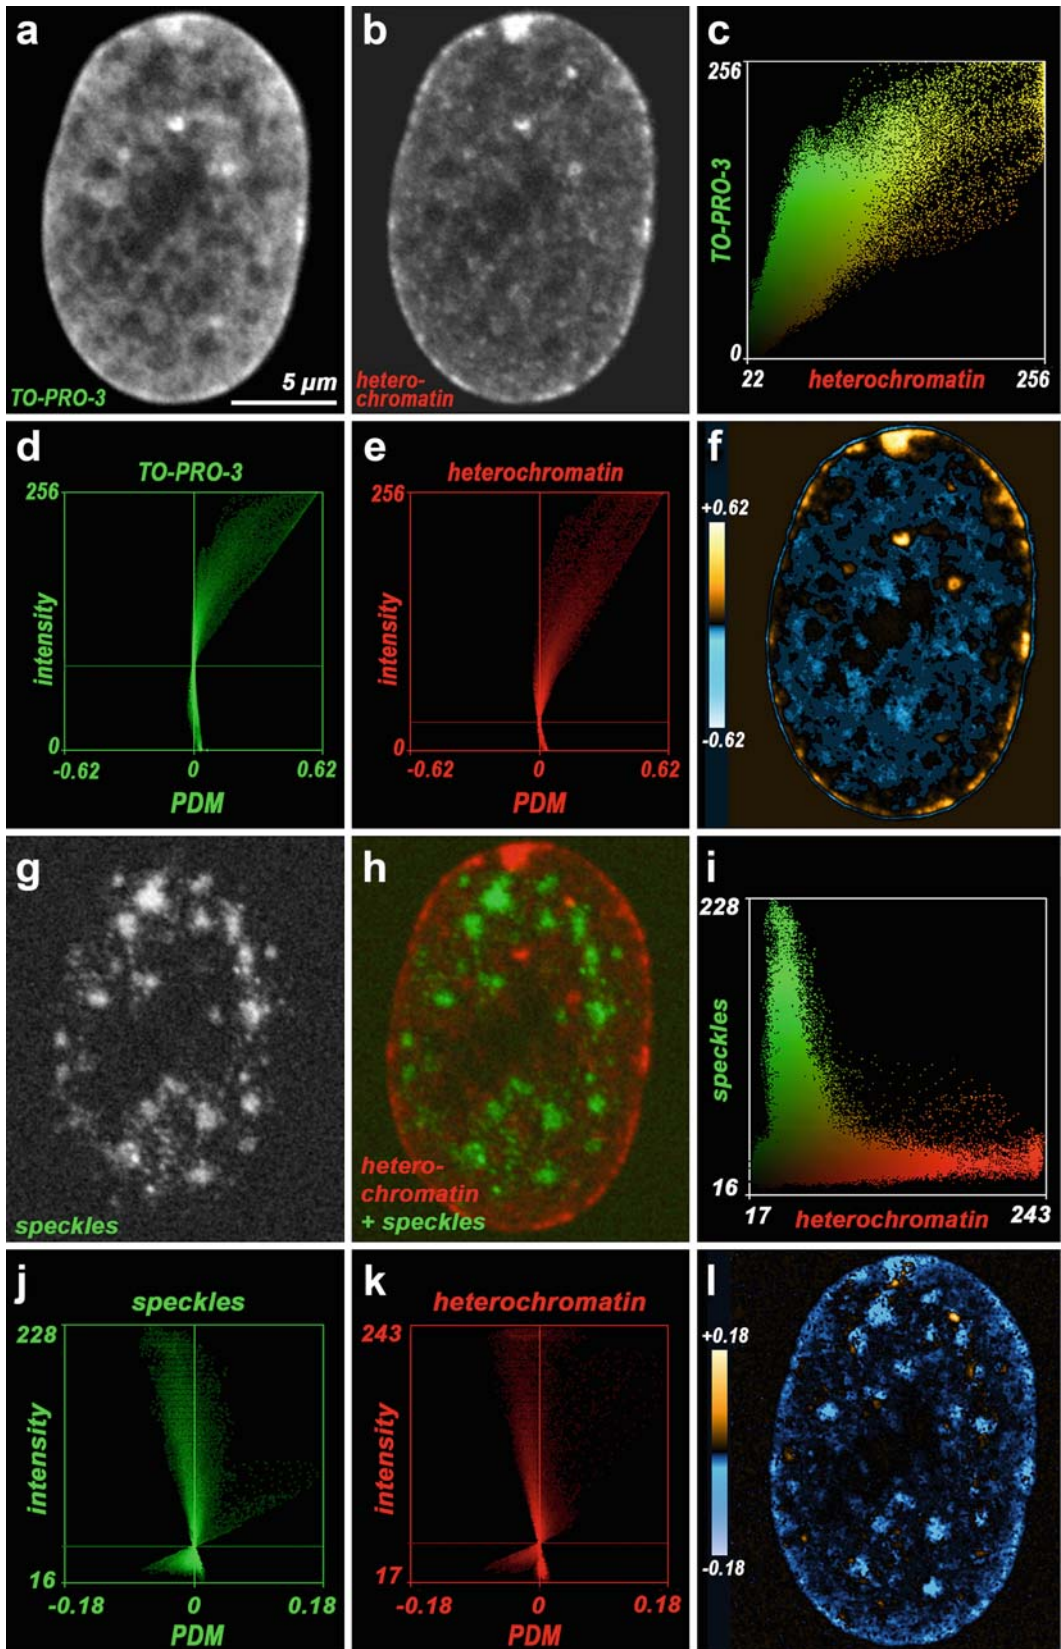 a
TO-PRO-3
5 µm
b
hetero-
chromatin
c
256
TO-PRO-3
0
22
heterochromatin
256
d
TO-PRO-3
256
intensity
0
-0.62
0
0.62
PDM
e
heterochromatin
256
intensity
0
-0.62
0
0.62
PDM
f
+0.62
-0.62
g
speckles
h
hetero-
chromatin
+ speckles
i
228
speckles
16
17
heterochromatin
243
j
speckles
228
intensity
16
-0.18
0
0.18
PDM
k
heterochromatin
243
intensity
17
-0.18
0
0.18
PDM
l
+0.18
-0.18